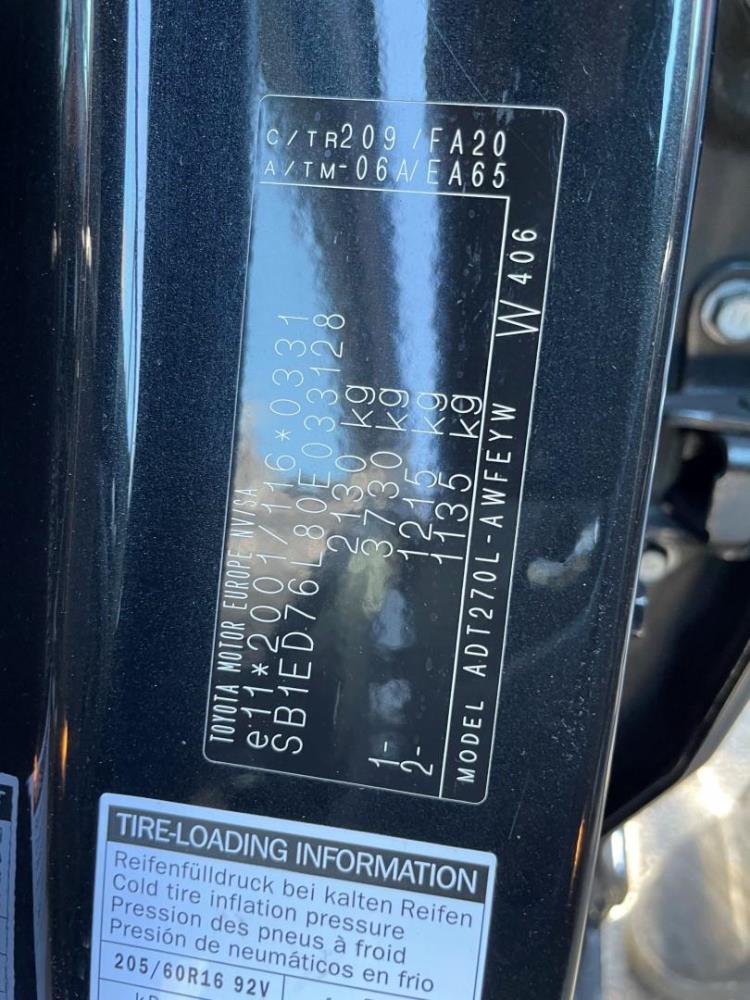 C/TR209/FA20
A/TM-06A/EA65
TOYOTA MOTOR EUROPE NV/SA
e11*2001/116*0331
SB1ED76L80E033128
2130 kg
3730 kg
1- 1215 kg
2- 1135 kg
MODEL ADT270L-AWFEYW W 406
TIRE-LOADING INFORMATION
Reifenfülldruck bei kalten Reifen
Cold tire inflation pressure
Pression des pneus à froid
Presión de neumáticos en frio
205/60R16 92V